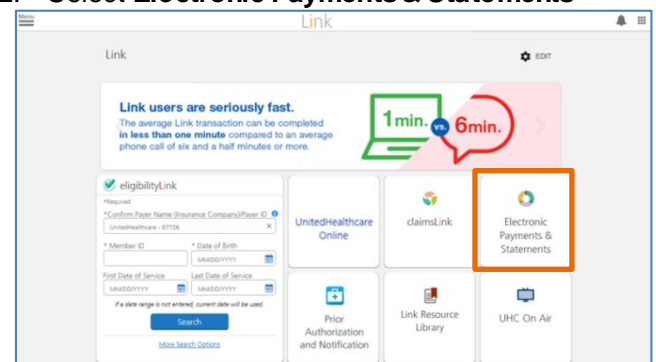 2. Select Electronic Payments & Statements
Menu
Link
Link
EDIT
Link users are seriously fast.
The average Link transaction can be completed
in less than one minute compared to an average
phone call of six and a half minutes or more.
1 min. vs. 6 min.
eligibilityLink
*Required
*Confirm Payer Name (Insurance Company)/Payer ID
UnitedHealthcare - 87726
* Member ID
* Date of Birth
MM/DD/YYYY
First Date of Service
Last Date of Service
MM/DD/YYYY
MM/DD/YYYY
If a date range is not entered, current date will be used.
Search
More Search Options
UnitedHealthcare
Online
claimsLink
Electronic
Payments &
Statements
Prior
Authorization
and Notification
Link Resource
Library
UHC On Air